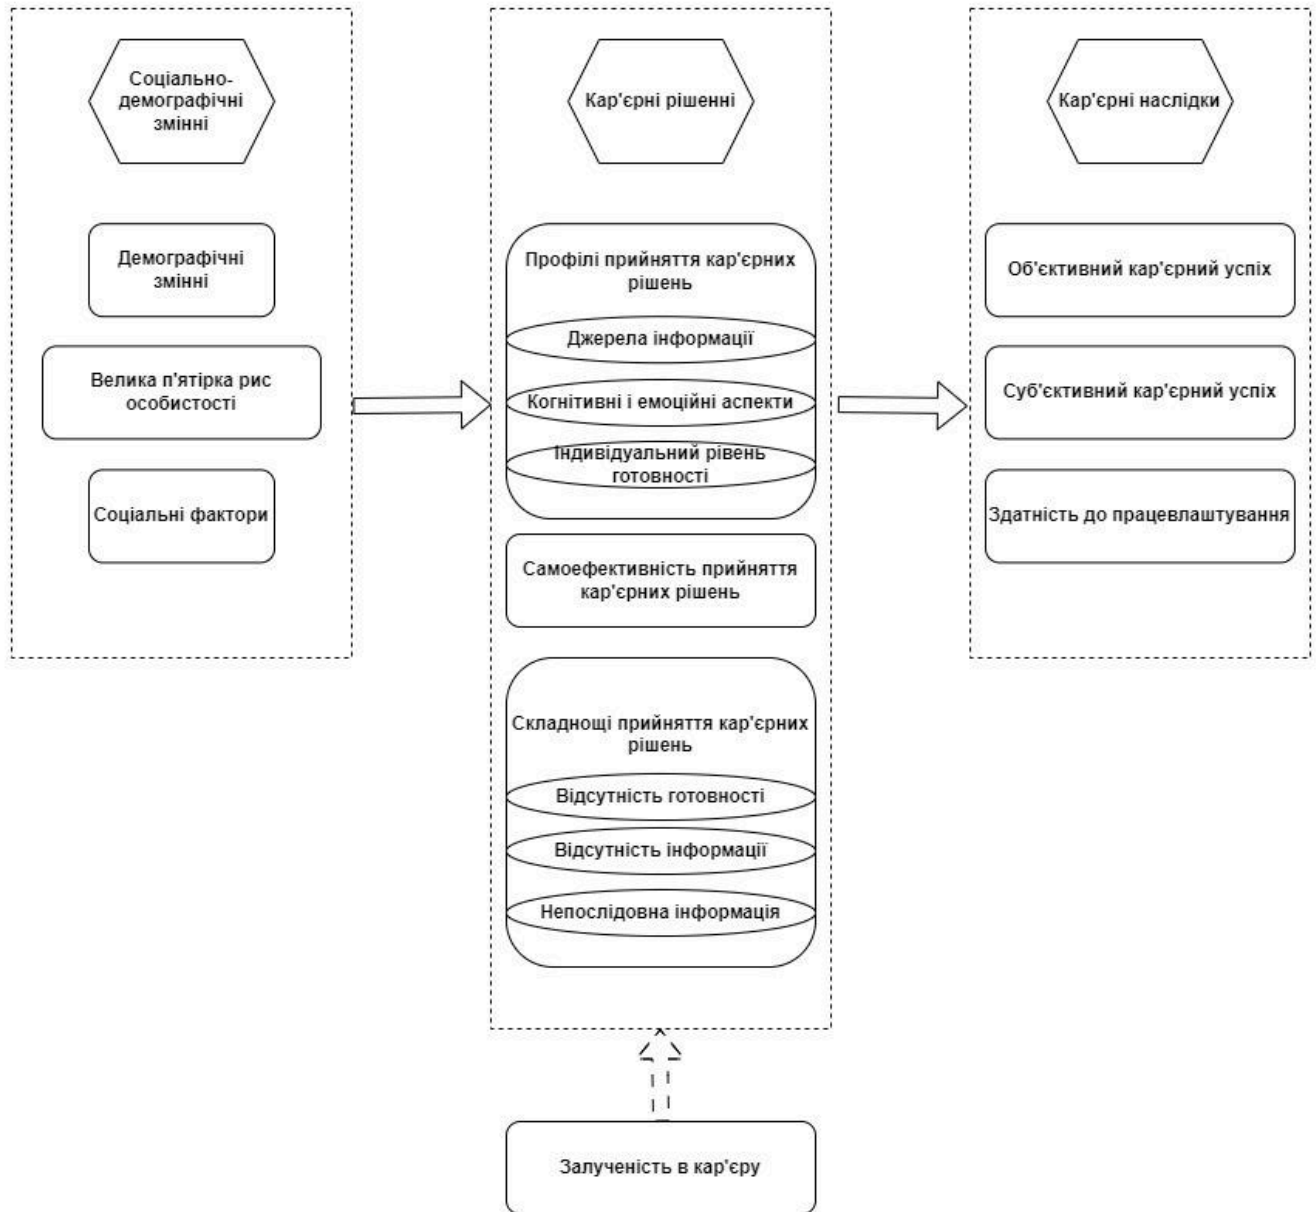 Соціально-
демографічні
змінні
Демографічні
змінні
Велика п'ятірка рис
особистості
Соціальні фактори
Кар'єрні рішенні
Профілі прийняття кар'єрних
рішень
Джерела інформації
Когнітивні і емоційні аспекти
Індивідуальний рівень
готовності
Самоефективність прийняття
кар'єрних рішень
Складнощі прийняття кар'єрних
рішень
Відсутність готовності
Відсутність інформації
Непослідовна інформація
Залученість в кар'єру
Кар'єрні наслідки
Об'єктивний кар'єрний успіх
Суб'єктивний кар'єрний успіх
Здатність до працевлаштування